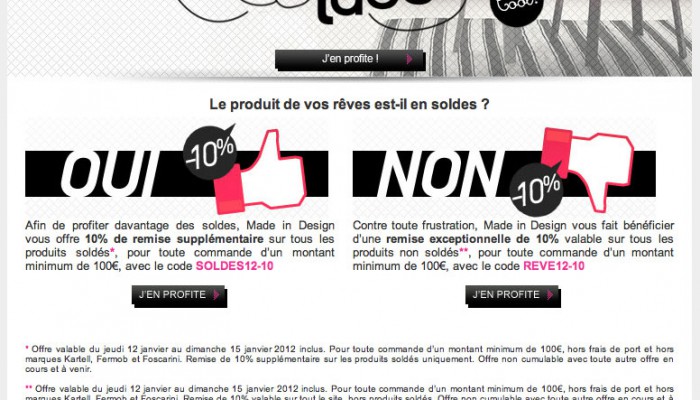 Good!
J'en profite !
Le produit de vos rêves est-il en soldes ?
OUI
-10%
NON
-10%
Afin de profiter davantage des soldes, Made in Design
vous offre 10% de remise supplémentaire sur tous les
produits soldés*, pour toute commande d'un montant
minimum de 100€, avec le code SOLDES12-10
J'EN PROFITE
Contre toute frustration, Made in Design vous fait bénéficier
d'une remise exceptionnelle de 10% valable sur tous les
produits non soldés**, pour toute commande d'un montant
minimum de 100€, avec le code REVE12-10
J'EN PROFITE
* Offre valable du jeudi 12 janvier au dimanche 15 janvier 2012 inclus. Pour toute commande d'un montant minimum de 100€, hors frais de port et hors
marques Kartell, Fermob et Foscarini. Remise de 10% supplémentaire sur les produits soldés uniquement. Offre non cumulable avec toute autre offre en
cours et à venir.
** Offre valable du jeudi 12 janvier au dimanche 15 janvier 2012 inclus. Pour toute commande d'un montant minimum de 100€, hors frais de port et hors
marques Kartell, Fermob et Foscarini. Remise de 10% valable sur tout le site, hors produits soldés. Offre non cumulable avec toute autre offre en cours et à